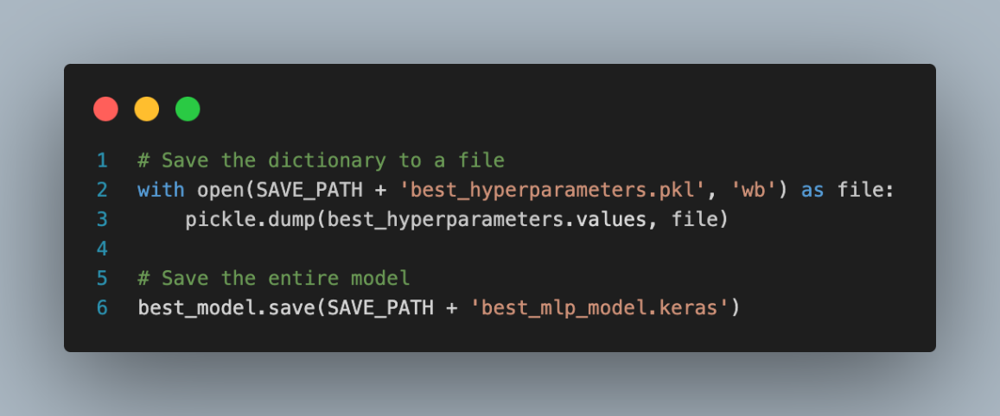 1 # Save the dictionary to a file
2 with open(SAVE_PATH + 'best_hyperparameters.pkl', 'wb') as file:
3     pickle.dump(best_hyperparameters.values, file)
4
5 # Save the entire model
6 best_model.save(SAVE_PATH + 'best_mlp_model.keras')